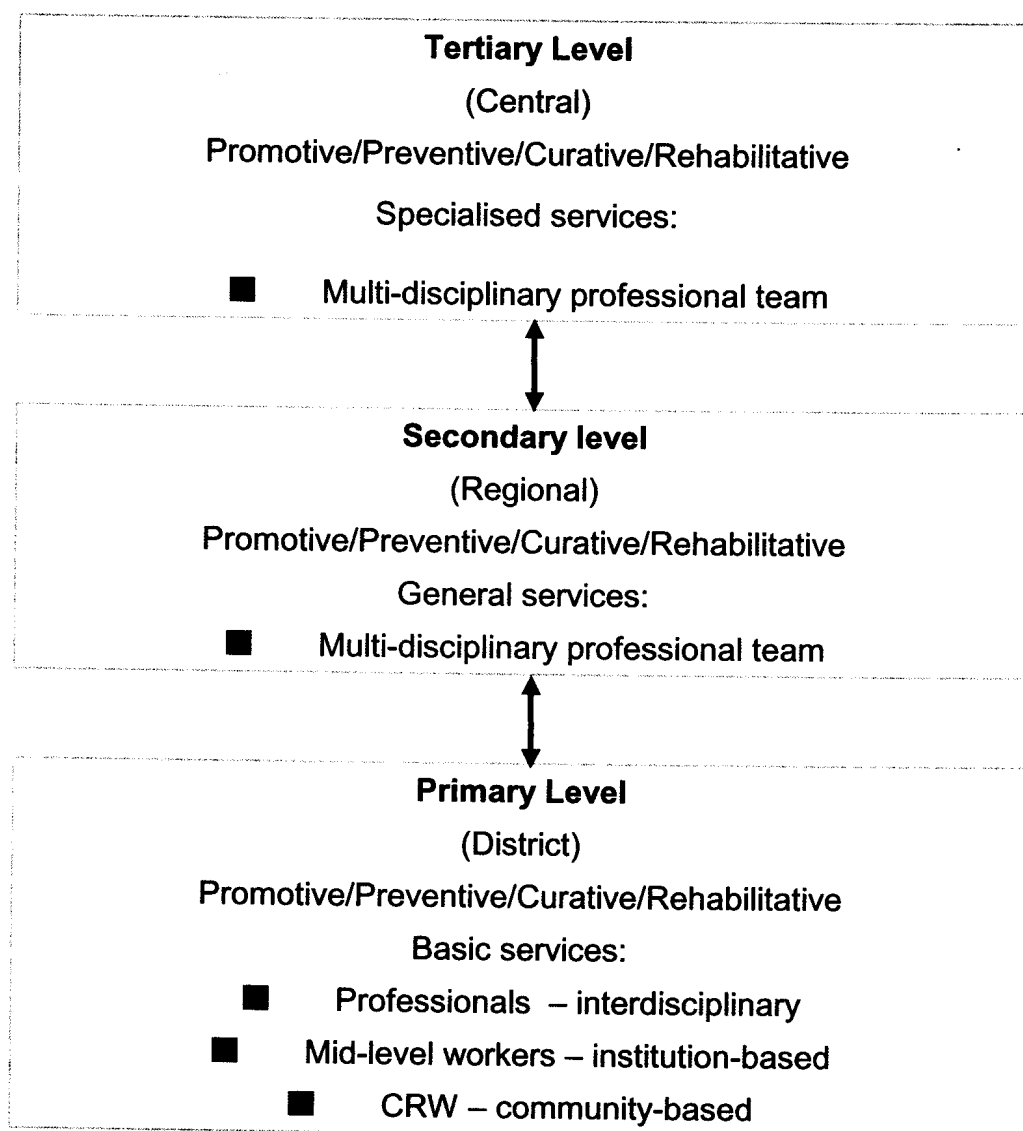 Tertiary Level
(Central)
Promotive/Preventive/Curative/Rehabilitative
Specialised services:
■ Multi-disciplinary professional team
Secondary level
(Regional)
Promotive/Preventive/Curative/Rehabilitative
General services:
■ Multi-disciplinary professional team
Primary Level
(District)
Promotive/Preventive/Curative/Rehabilitative
Basic services:
■ Professionals – interdisciplinary
■ Mid-level workers – institution-based
■ CRW – community-based